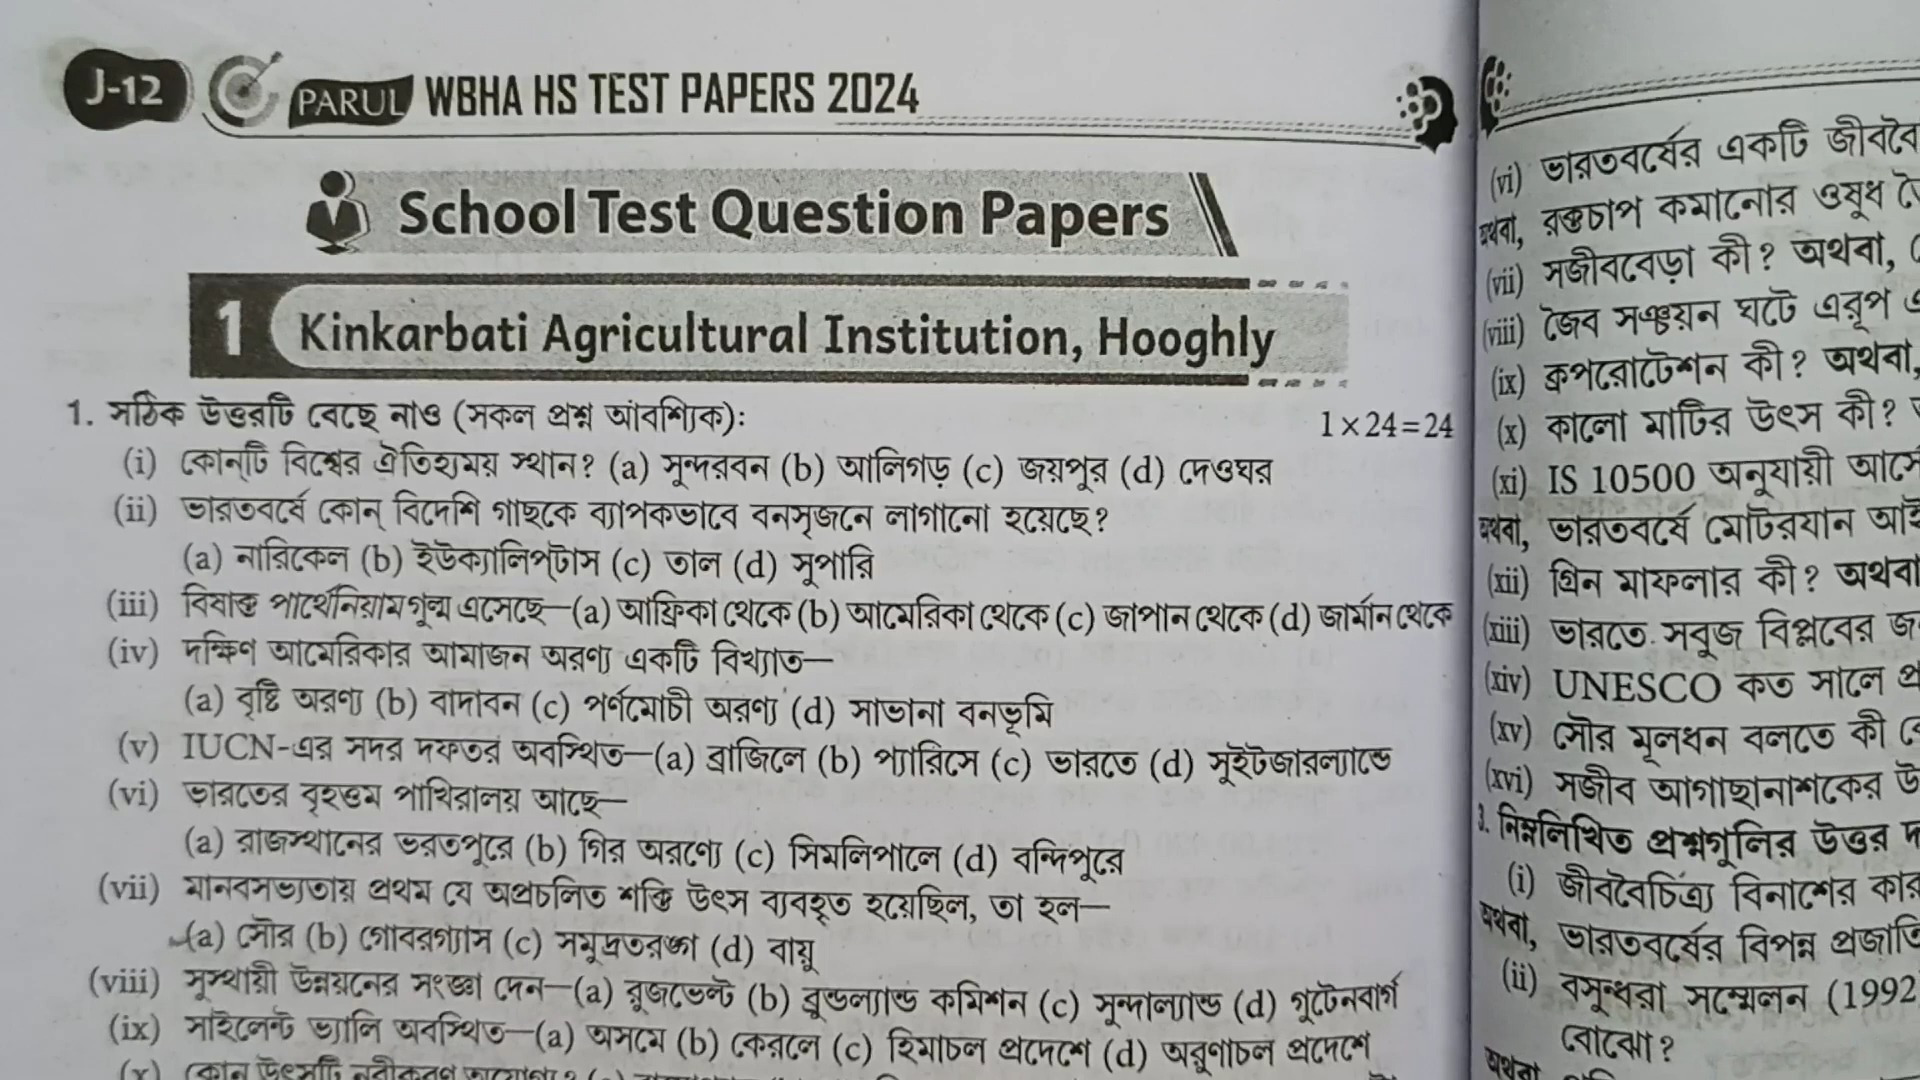 J-12
PARUL WBHA HS TEST PAPERS 2024
School Test Question Papers
1 Kinkarbati Agricultural Institution, Hooghly
1. সঠিক উত্তরটি বেছে নাও (সকল প্রশ্ন আবশ্যিক): 1×24=24
(i) কোন্‌টি বিশ্বের ঐতিহ্যময় স্থান? (a) সুন্দরবন (b) আলিগড় (c) জয়পুর (d) দেওঘর
(ii) ভারতবর্ষে কোন্ বিদেশি গাছকে ব্যাপকভাবে বনসৃজনে লাগানো হয়েছে?
(a) নারিকেল (b) ইউক্যালিপ্‌টাস (c) তাল (d) সুপারি
(iii) বিষাক্ত পার্থেনিয়াম গুল্ম এসেছে—(a) আফ্রিকা থেকে (b) আমেরিকা থেকে (c) জাপান থেকে (d) জার্মান থেকে
(iv) দক্ষিণ আমেরিকার আমাজন অরণ্য একটি বিখ্যাত—
(a) বৃষ্টি অরণ্য (b) বাদাবন (c) পর্ণমোচী অরণ্য (d) সাভানা বনভূমি
(v) IUCN-এর সদর দফতর অবস্থিত—(a) ব্রাজিলে (b) প্যারিসে (c) ভারতে (d) সুইটজারল্যান্ডে
(vi) ভারতের বৃহত্তম পাখিরালয় আছে—
(a) রাজস্থানের ভরতপুরে (b) গির অরণ্যে (c) সিমলিপালে (d) বন্দিপুরে
(vii) মানবসভ্যতায় প্রথম যে অপ্রচলিত শক্তি উৎস ব্যবহৃত হয়েছিল, তা হল—
(a) সৌর (b) গোবরগ্যাস (c) সমুদ্রতরঙ্গ (d) বায়ু
(viii) সুস্থায়ী উন্নয়নের সংজ্ঞা দেন—(a) রুজভেল্ট (b) ব্রুন্ডল্যান্ড কমিশন (c) সুন্দাল্যান্ড (d) গুটেনবার্গ
(ix) সাইলেন্ট ভ্যালি অবস্থিত—(a) অসমে (b) কেরলে (c) হিমাচল প্রদেশে (d) অরুণাচল প্রদেশে
(x) কোন উৎসটি নবীকরণ অযোগ্য?
(vi) ভারতবর্ষের একটি
অথবা, রক্তচাপ কমানোর ওষুধ
(vii) সজীববেড়া কী? অথবা,
(viii) জৈব সঞ্চয়ন ঘটে এরূপ
(ix) ক্রপরোটেশন কী? অথবা,
(x) কালো মাটির উৎস কী?
(xi) IS 10500 অনুযায়ী
অথবা, ভারতবর্ষে মোটরযান
(xii) গ্রিন মাফলার কী? অথবা
(xiii) ভারতে সবুজ বিপ্লবের
(xiv) UNESCO কত সালে
(xv) সৌর মূলধন বলতে কী
(xvi) সজীব আগাছানাশকের
3. নিম্নলিখিত প্রশ্নগুলির উত্তর
(i) জীববৈচিত্র্য বিনাশের
অথবা, ভারতবর্ষের বিপন্ন
(ii) বসুন্ধরা সম্মেলন (1992
বোঝো?
অথবা